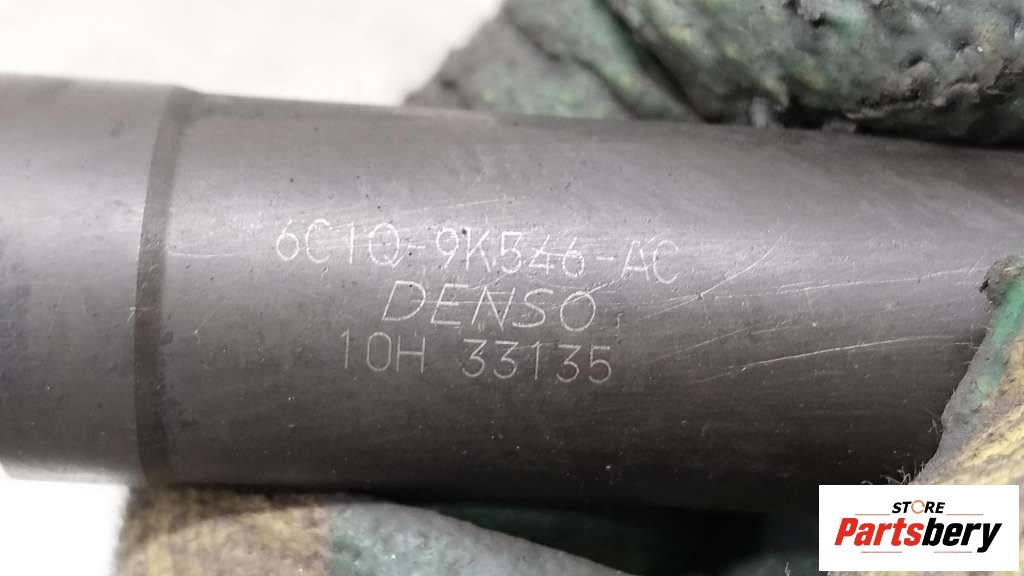 6C1Q-9K546-AC
DENSO
10H 33135
STORE
Partsbery